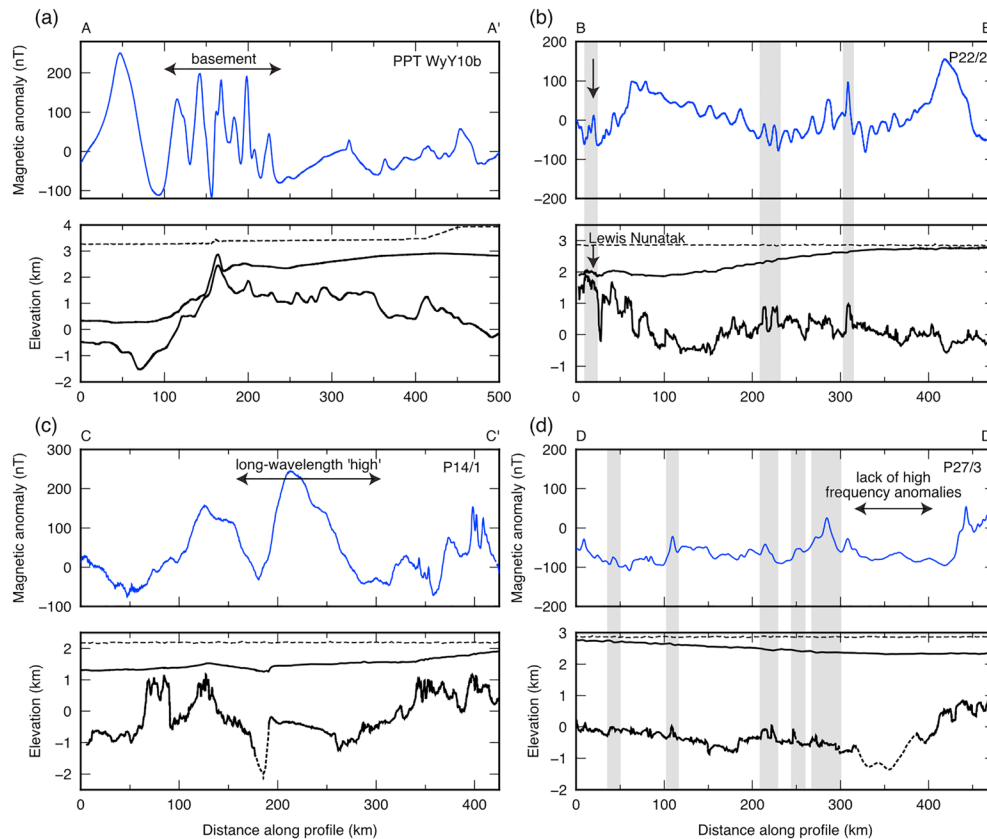 (a)
A
A'
PPT WyY10b
basement
Magnetic anomaly (nT)
200
100
0
−100
Elevation (km)
4
3
2
1
0
−1
−2
0
100
200
300
400
500
(b)
B
B
P22/2
Magnetic anomaly (nT)
200
100
0
−100
−200
Lewis Nunatak
Elevation (km)
3
2
1
0
−1
0
100
200
300
400
(c)
C
C'
P14/1
long-wavelength 'high'
Magnetic anomaly (nT)
300
200
100
0
−100
Elevation (km)
2
1
0
−1
−2
0
100
200
300
400
Distance along profile (km)
(d)
D
D
P27/3
lack of high
frequency anomalies
Magnetic anomaly (nT)
200
100
0
−100
−200
Elevation (km)
3
2
1
0
−1
−2
0
100
200
300
400
Distance along profile (km)